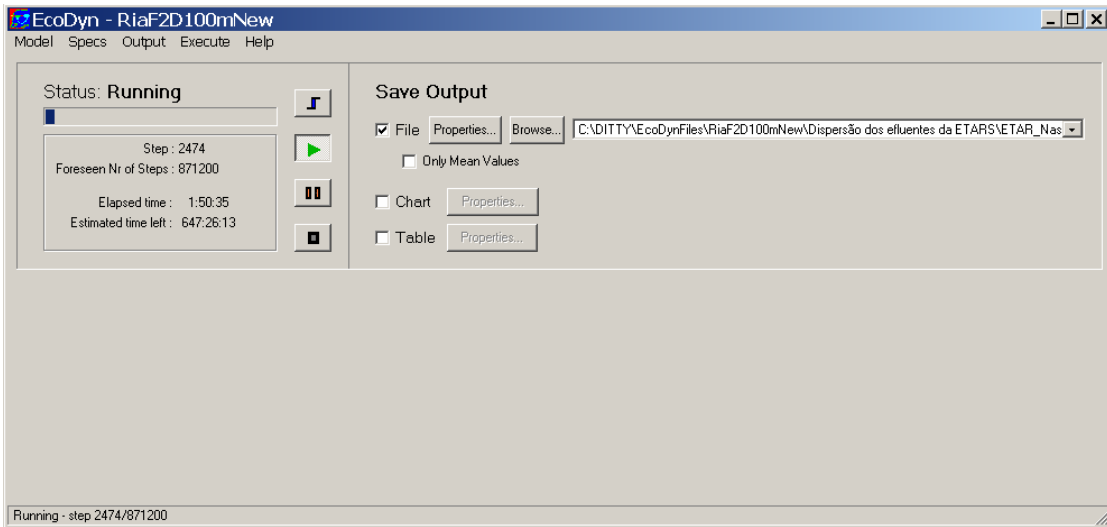 EcoDyn - RiaF2D100mNew
Model Specs Output Execute Help
Status: Running
Step : 2474
Foreseen Nr of Steps : 871200
Elapsed time : 1:50:35
Estimated time left : 647:26:13
Save Output
File Properties... Browse... C:\DITTY\EcoDynFiles\RiaF2D100mNew\Dispersão dos efluentes da ETARS\ETAR_Nas
Only Mean Values
Chart Properties...
Table Properties...
Running - step 2474/871200